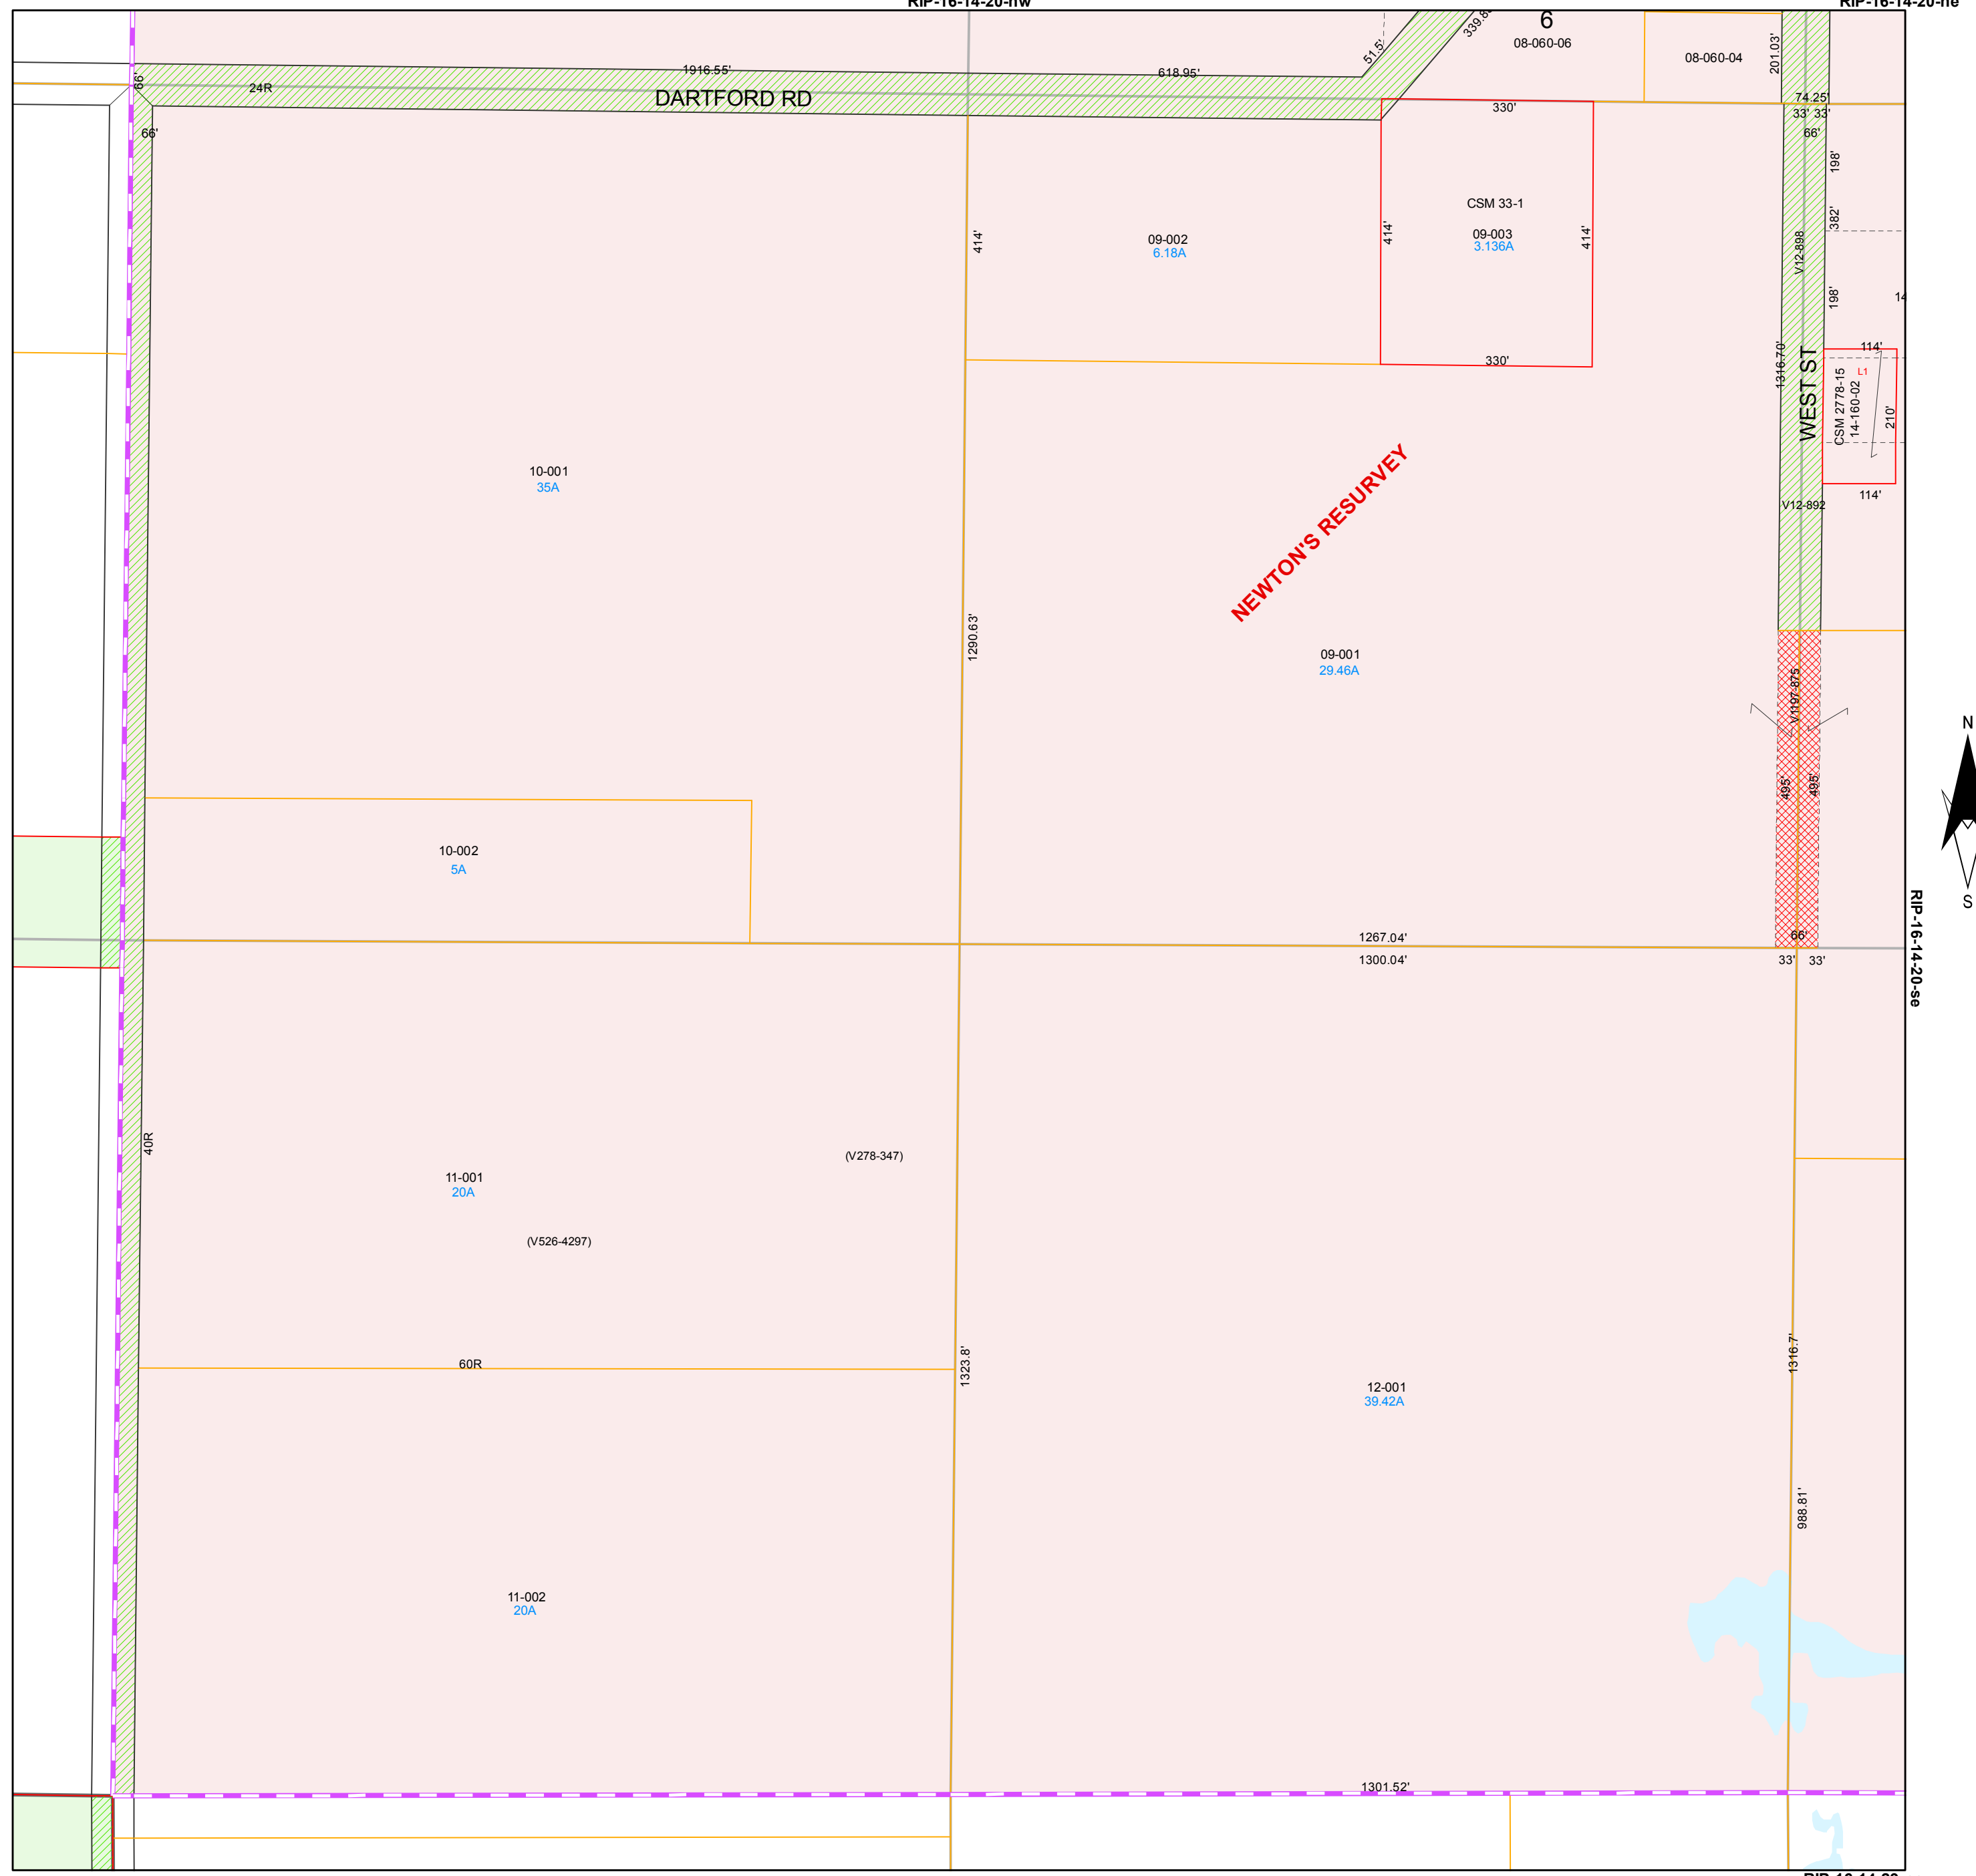 RIP-16-14-20-nw
RIP-16-14-20-ne
6
08-060-06
08-060-04
201.03'
51.5'
1916.55'
618.95'
66'
24R
DARTFORD RD
330'
74.25'
33' 33'
66'
66'
198'
382'
198'
CSM 33-1
09-003
3.136A
414'
414'
414'
09-002
6.18A
V12-898
14
330'
1316.70'
WEST ST
114'
L1
CSM 2778-15
14-160-02
210'
114'
V12-892
10-001
35A
NEWTON'S RESURVEY
1290.63'
09-001
29.46A
V1197-875
495'
495'
N
S
10-002
5A
RIP-16-14-20-se
1267.04'
66'
1300.04'
33' 33'
40R
(V278-347)
11-001
20A
(V526-4297)
60R
1323.8'
1316.7'
12-001
39.42A
988.81'
11-002
20A
1301.52'